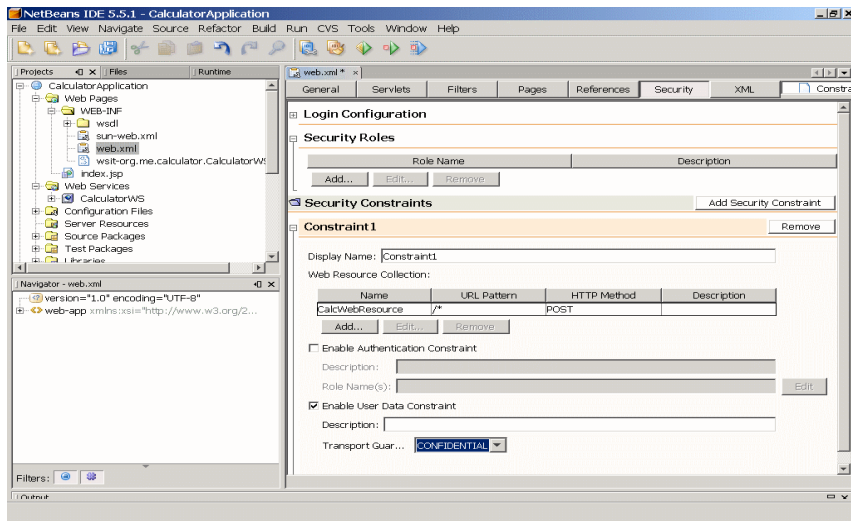 NetBeans IDE 5.5.1 - CalculatorApplication
File Edit View Navigate Source Refactor Build Run CVS Tools Window Help
Projects Files Runtime
CalculatorApplication
Web Pages
WEB-INF
wsdl
sun-web.xml
web.xml
wsit-org.me.calculator.CalculatorW
index.jsp
Web Services
CalculatorWS
Configuration Files
Server Resources
Source Packages
Test Packages
Libraries
Navigator - web.xml
version="1.0" encoding="UTF-8"
web-app xmlns:xsi="http://www.w3.org/2...
Filters:
web.xml *
General Servlets Filters Pages References Security XML Constra
Login Configuration
Security Roles
Role Name Description
Add... Edit... Remove
Security Constraints Add Security Constraint
Constraint1 Remove
Display Name: Constraint1
Web Resource Collection:
Name URL Pattern HTTP Method Description
CalcWebResource /* POST
Add... Edit... Remove
Enable Authentication Constraint
Description:
Role Name(s): Edit
Enable User Data Constraint
Description:
Transport Guar... CONFIDENTIAL
Output